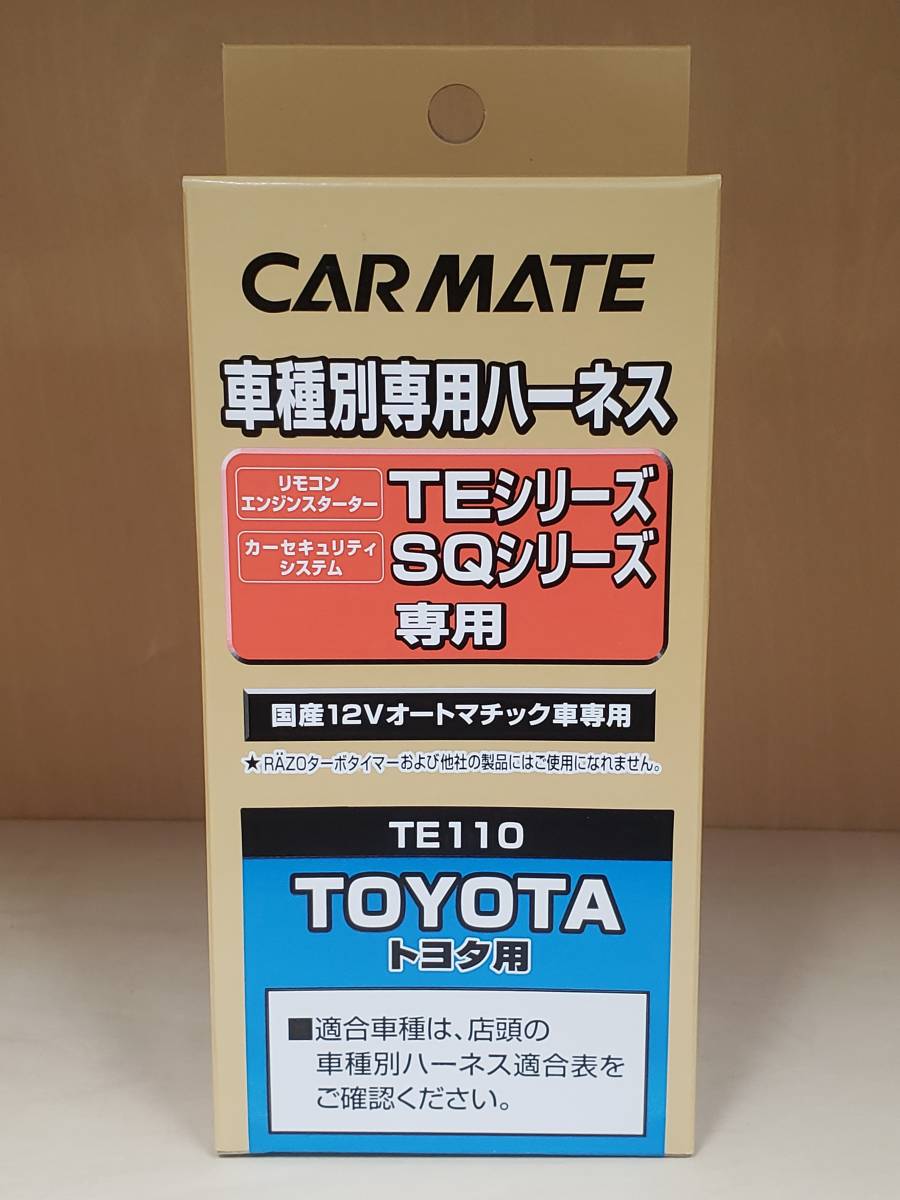 CARMATE
車種別専用ハーネス
リモコン
エンジンスターター
TEシリーズ
カーセキュリティ
システム
SQシリーズ
専用
国産12Vオートマチック車専用
★RÄZOターボタイマーおよび他社の製品にはご使用になれません。
TE110
TOYOTA
トヨタ用
■適合車種は、店頭の
車種別ハーネス適合表を
ご確認ください。